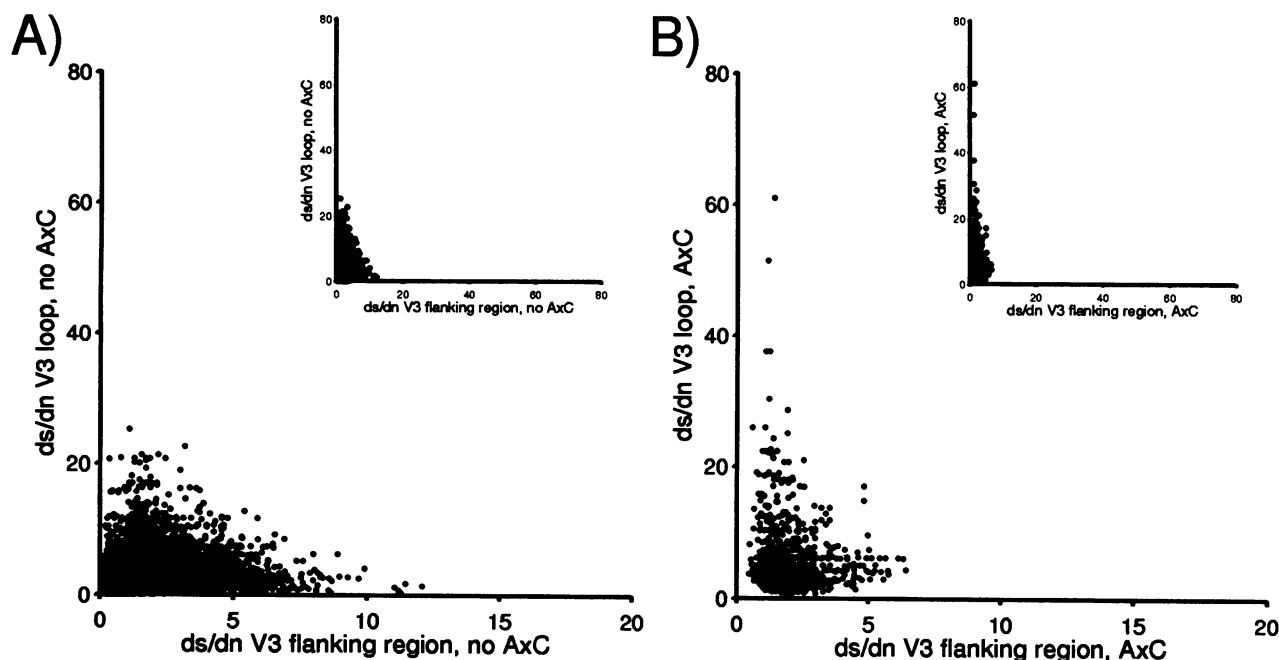 A)
80
60
40
20
0
ds/dn V3 loop, no AxC
0 5 10 15 20
ds/dn V3 flanking region, no AxC
80
60
40
20
0
ds/dn V3 loop, no AxC
0 20 40 60 80
ds/dn V3 flanking region, no AxC
B)
80
60
40
20
0
ds/dn V3 loop, AxC
0 5 10 15 20
ds/dn V3 flanking region, AxC
80
60
40
20
0
ds/dn V3 loop, AxC
0 20 40 60 80
ds/dn V3 flanking region, AxC